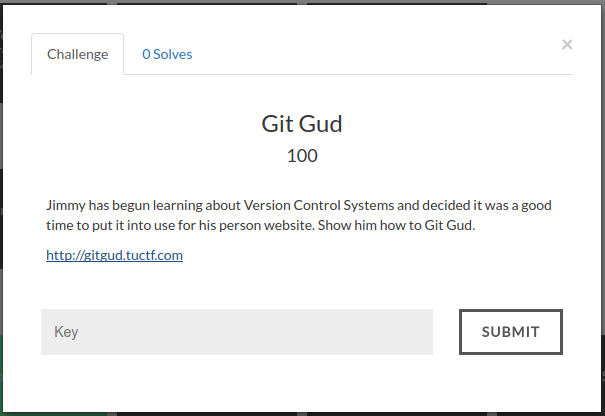 Challenge
0 Solves
×
Git Gud
100
Jimmy has begun learning about Version Control Systems and decided it was a good
time to put it into use for his person website. Show him how to Git Gud.
http://gitgud.tuctf.com
Key
SUBMIT